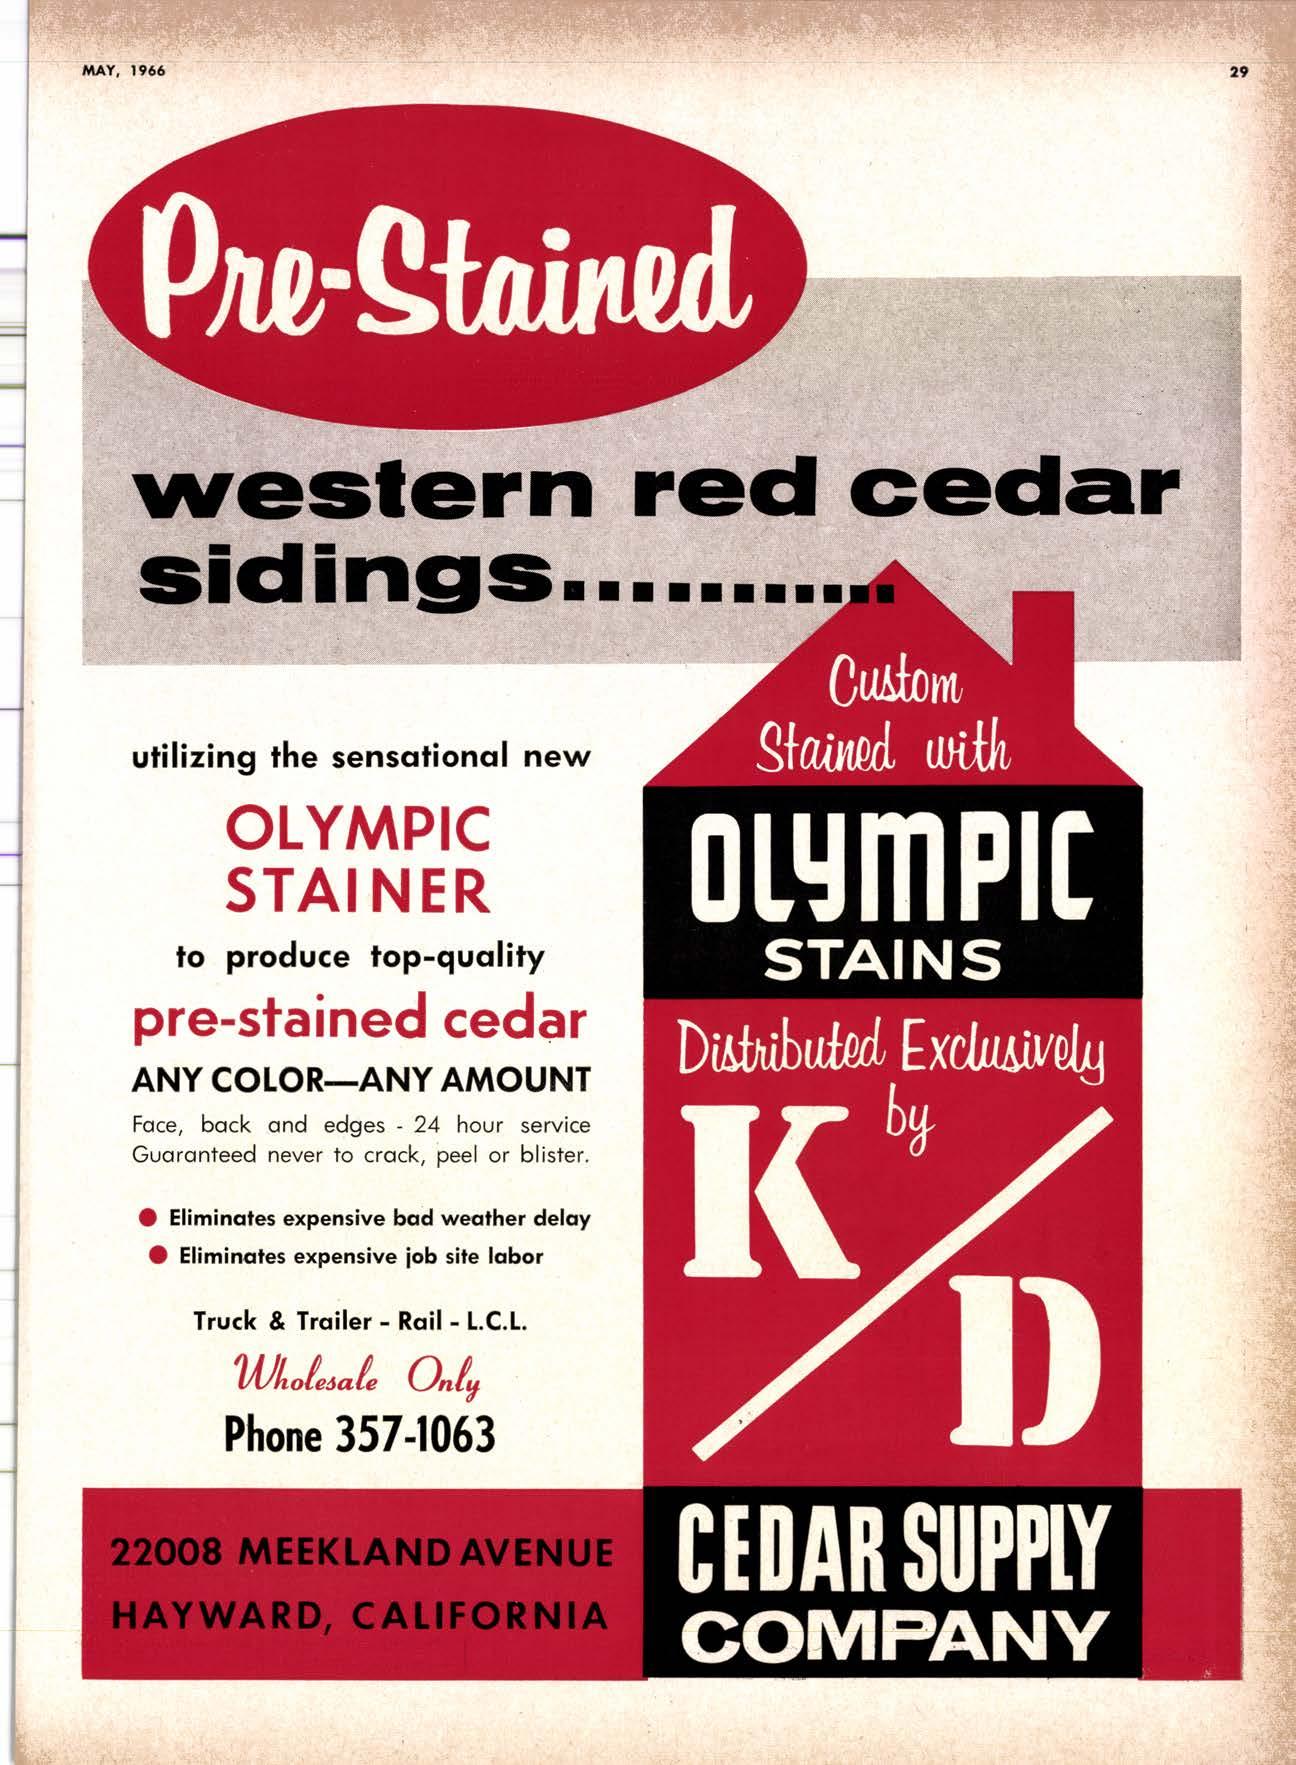 MAY, 1966
29
Pre-Stained
western red cedar
sidings............
utilizing the sensational new
OLYMPIC
STAINER
to produce top-quality
pre-stained cedar
ANY COLOR—ANY AMOUNT
Face, back and edges - 24 hour service
Guaranteed never to crack, peel or blister.
● Eliminates expensive bad weather delay
● Eliminates expensive job site labor
Truck & Trailer - Rail - L.C.L.
Wholesale Only
Phone 357-1063
22008 MEEKLAND AVENUE
HAYWARD, CALIFORNIA
Custom
Stained with
OLYMPIC
STAINS
Distributed Exclusively
by
K/D
CEDAR SUPPLY
COMPANY